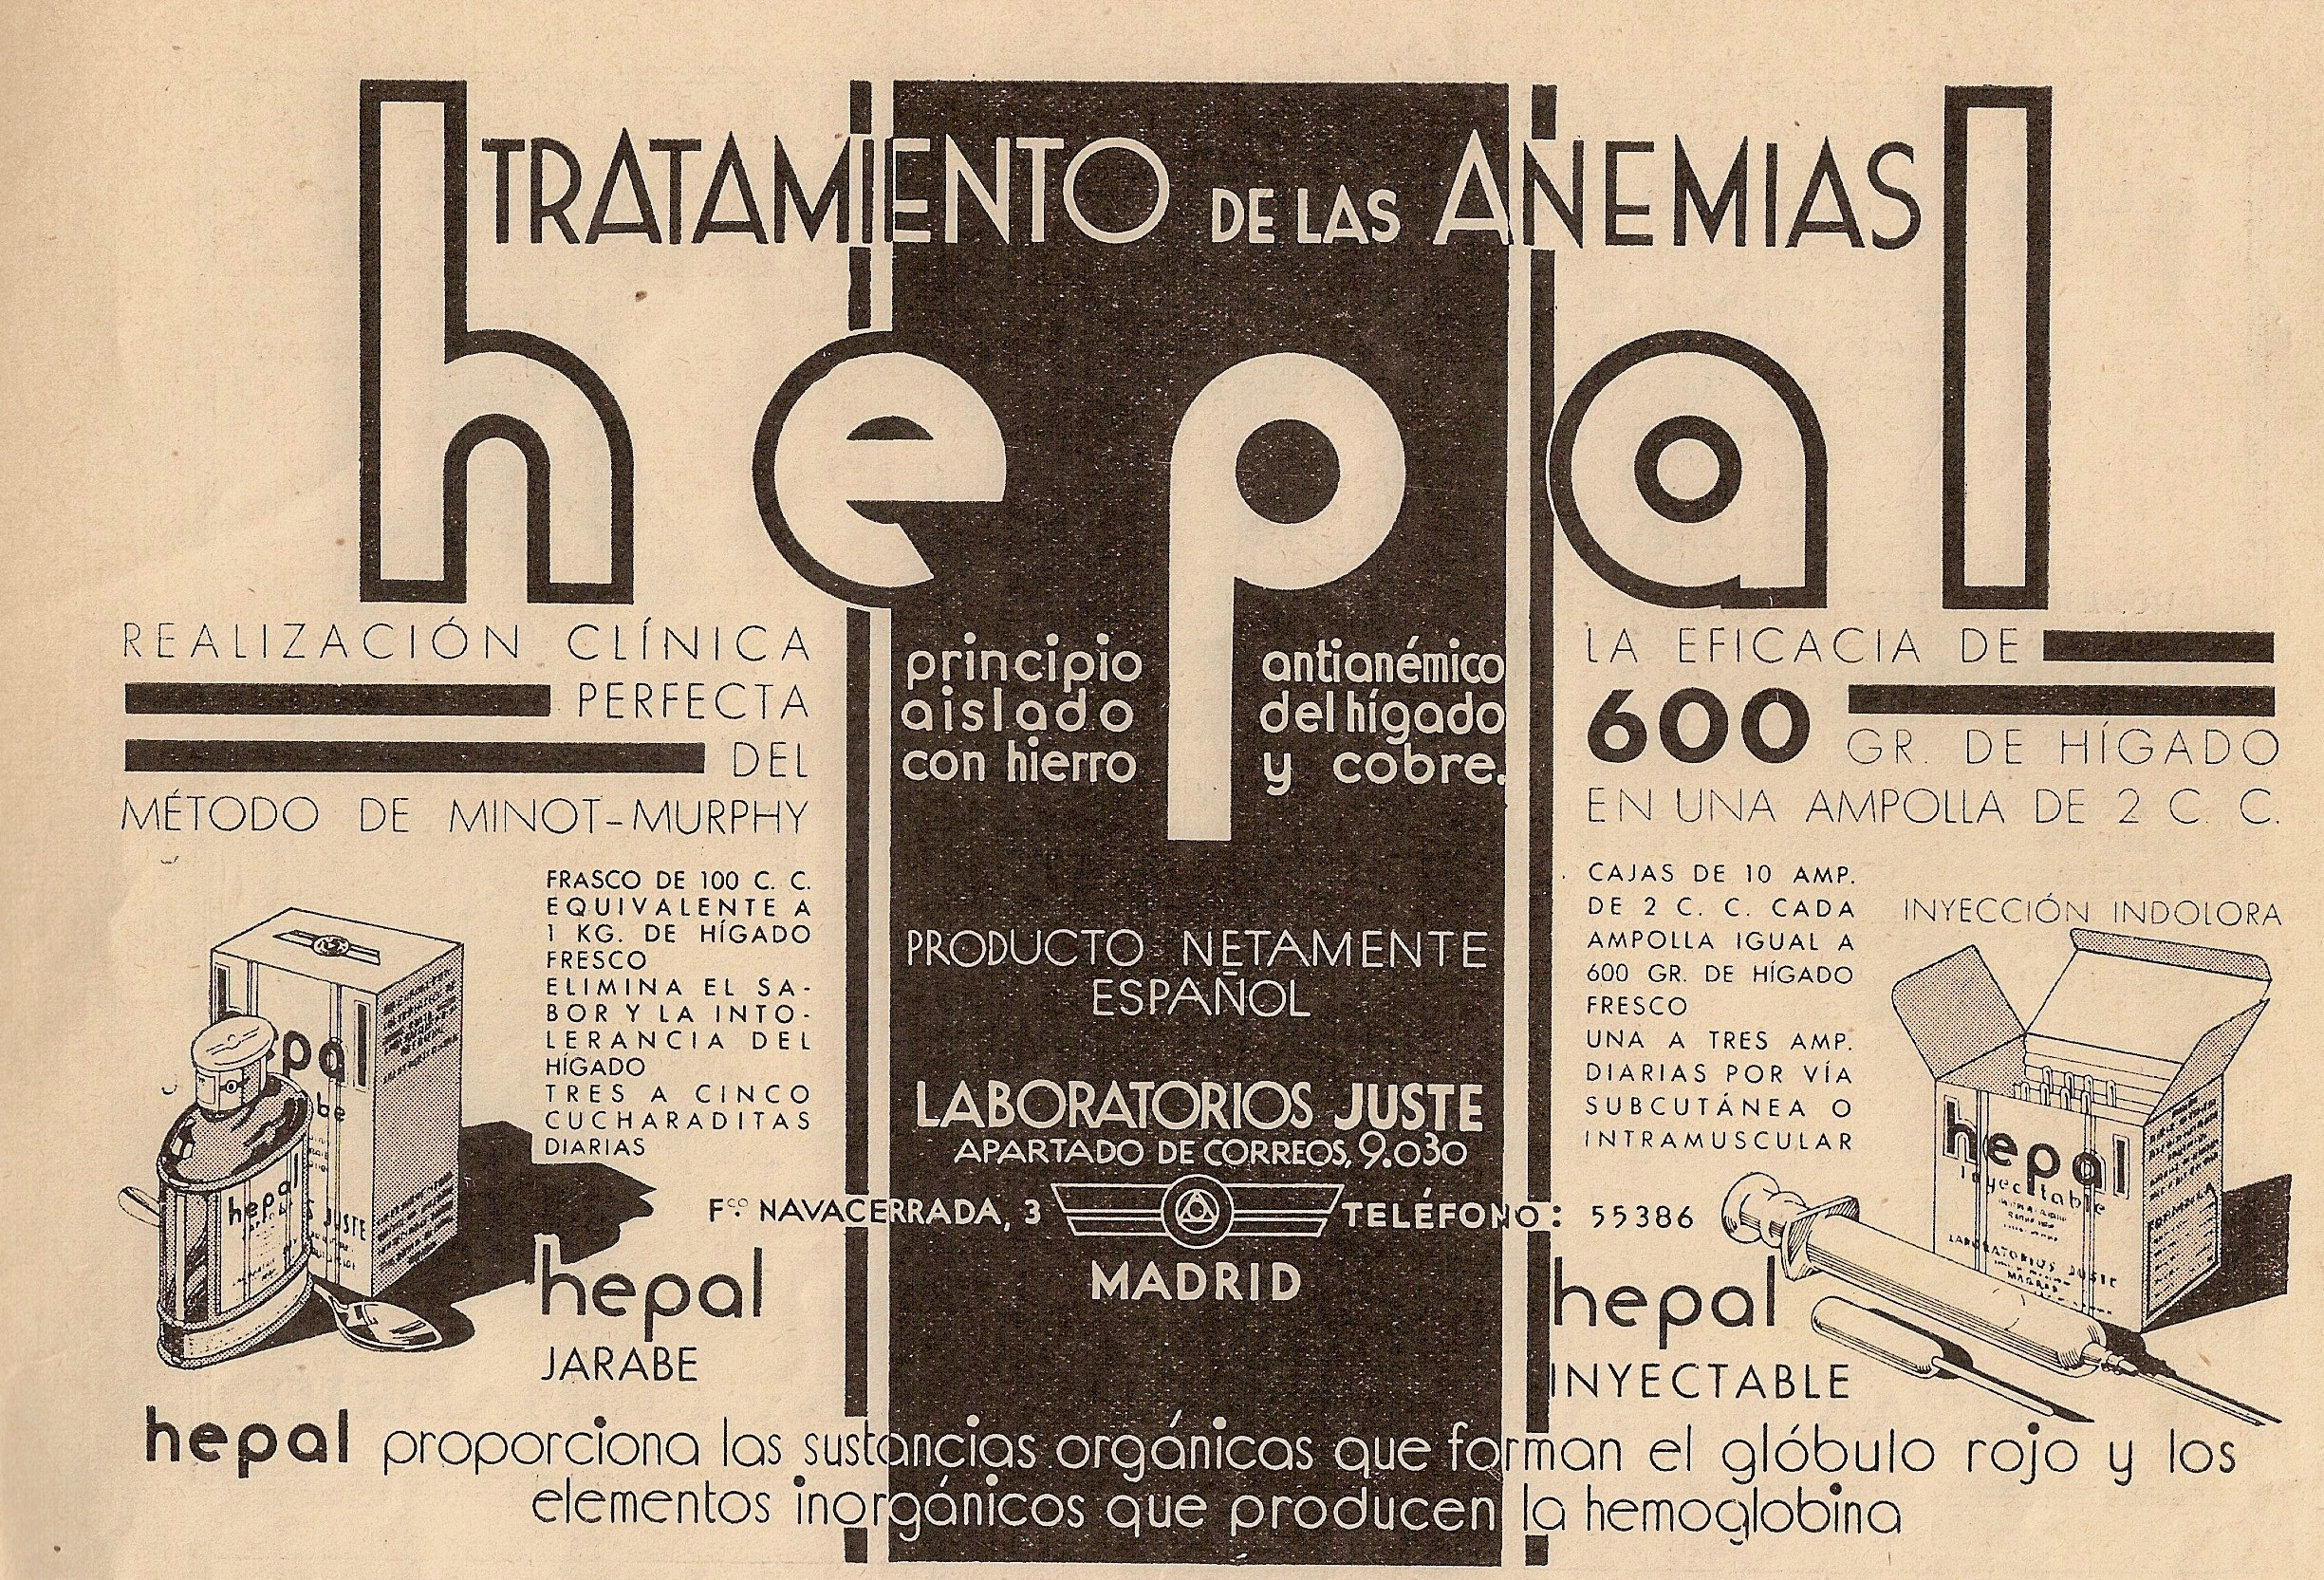 TRATAMIENTO DE LAS ANEMIAS
hepal
REALIZACIÓN CLÍNICA
PERFECTA
DEL
MÉTODO DE MINOT-MURPHY
principio antianémico
aislado del hígado
con hierro y cobre.
LA EFICACIA DE
600 GR. DE HÍGADO
EN UNA AMPOLLA DE 2 C. C.
FRASCO DE 100 C. C.
EQUIVALENTE A
1 KG. DE HÍGADO
FRESCO
ELIMINA EL SA-
BOR Y LA INTO-
LERANCIA DEL
HÍGADO
TRES A CINCO
CUCHARADITAS
DIARIAS
PRODUCTO NETAMENTE
ESPAÑOL
LABORATORIOS JUSTE
APARTADO DE CORREOS, 9.030
Fco. NAVACERRADA, 3 TELÉFONO: 55386
MADRID
CAJAS DE 10 AMP.
DE 2 C. C. CADA
AMPOLLA IGUAL A
600 GR. DE HÍGADO
FRESCO
UNA A TRES AMP.
DIARIAS POR VÍA
SUBCUTÁNEA O
INTRAMUSCULAR
INYECCIÓN INDOLORA
hepal
JUSTE
hepal
Inyectable
LABORATORIOS JUSTE
MADRID
hepal
JARABE
hepal
INYECTABLE
hepal proporciona las sustancias orgánicas que forman el glóbulo rojo y los
elementos inorgánicos que producen la hemoglobina